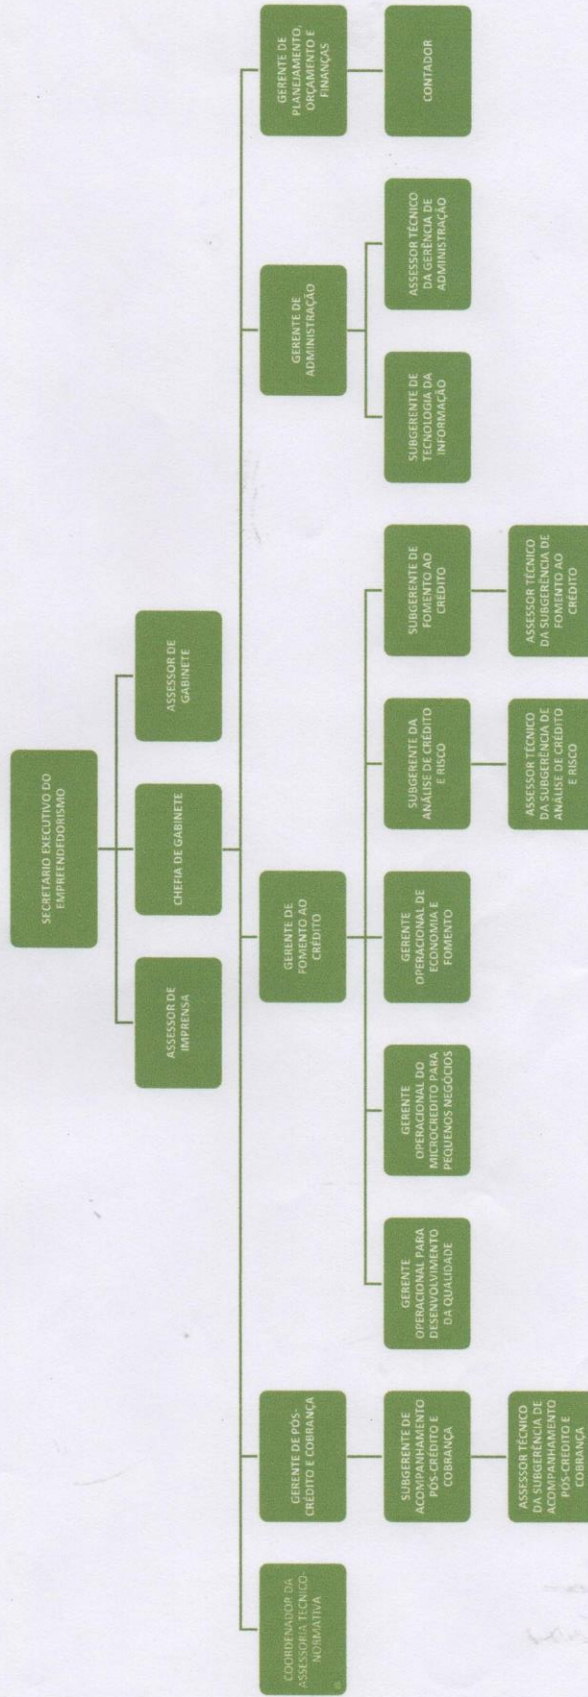 SECRETARIO EXECUTIVO DO
EMPREENDEDORISMO
ASSESSOR DE
IMPRENSA
CHEFIA DE GABINETE
ASSESSOR DE
GABINETE
COORDENADOR DA
ASSESSORIA TECNICO-
NORMATIVA
GERENTE DE PÓS-
CRÉDITO E COBRANÇA
GERENTE DE
FOMENTO AO
CRÉDITO
GERENTE DE
ADMINISTRAÇÃO
GERENTE DE
PLANEJAMENTO,
ORÇAMENTO E
FINANÇAS
SUBGERENTE DE
ACOMPANHAMENTO
PÓS-CRÉDITO E
COBRANÇA
GERENTE
OPERACIONAL PARA
DESENVOLVIMENTO
DA QUALIDADE
GERENTE
OPERACIONAL DO
MICROCREDITO PARA
PEQUENOS NEGÓCIOS
GERENTE
OPERACIONAL DE
ECONOMIA E
FOMENTO
SUBGERENTE DA
ANÁLISE DE CRÉDITO
E RISCO
SUBGERENTE DE
FOMENTO AO
CRÉDITO
SUBGERENTE DE
TECNOLOGIA DA
INFORMAÇÃO
ASSESSOR TÉCNICO
DA GERÊNCIA DE
ADMINISTRAÇÃO
CONTADOR
ASSESSOR TÉCNICO
DA SUBGERÊNCIA DE
ACOMPANHAMENTO
PÓS-CRÉDITO E
COBRANÇA
ASSESSOR TÉCNICO
DA SUBGERÊNCIA DE
ANÁLISE DE CRÉDITO
E RISCO
ASSESSOR TÉCNICO
DA SUBGERÊNCIA DE
FOMENTO AO
CRÉDITO